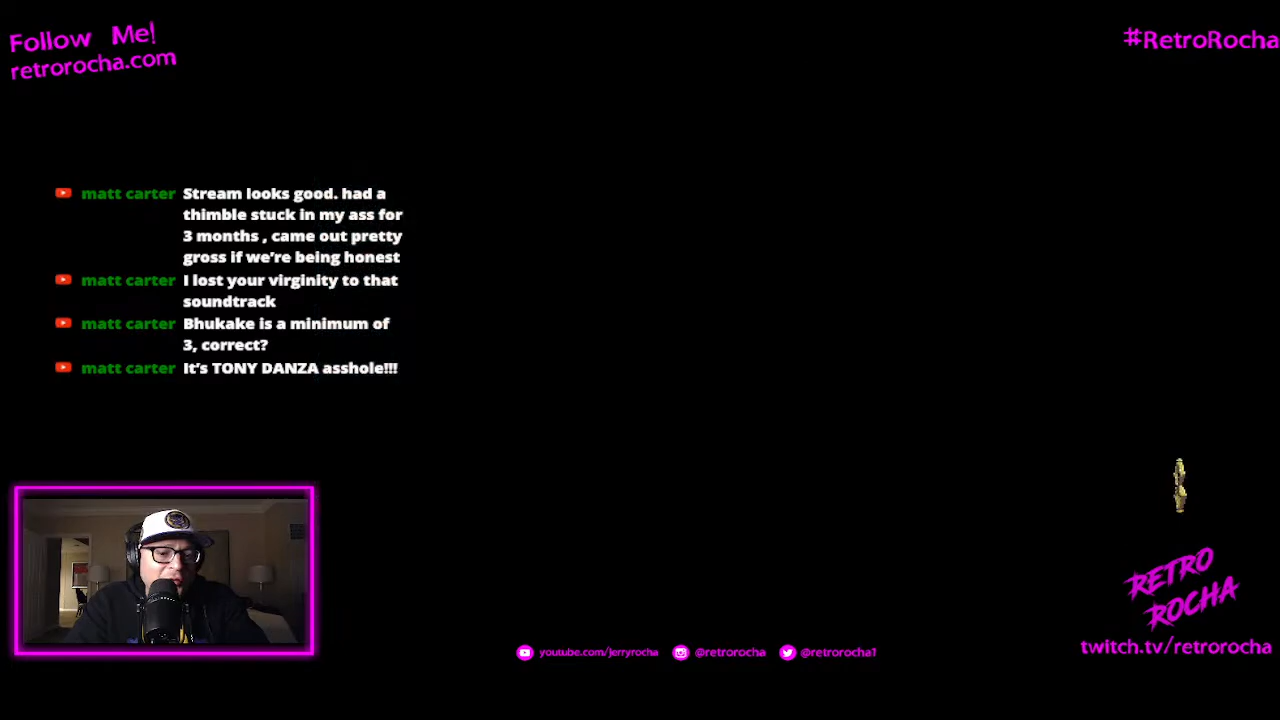 Follow Me!
retrorocha.com
#RetroRocha
matt carter Stream looks good. had a
thimble stuck in my ass for
3 months , came out pretty
gross if we’re being honest
matt carter I lost your virginity to that
soundtrack
matt carter Bhukake is a minimum of
3, correct?
matt carter It’s TONY DANZA asshole!!!
RETRO
ROCHA
twitch.tv/retrorocha
youtube.com/jerryrocha @retrorocha @retrorocha1